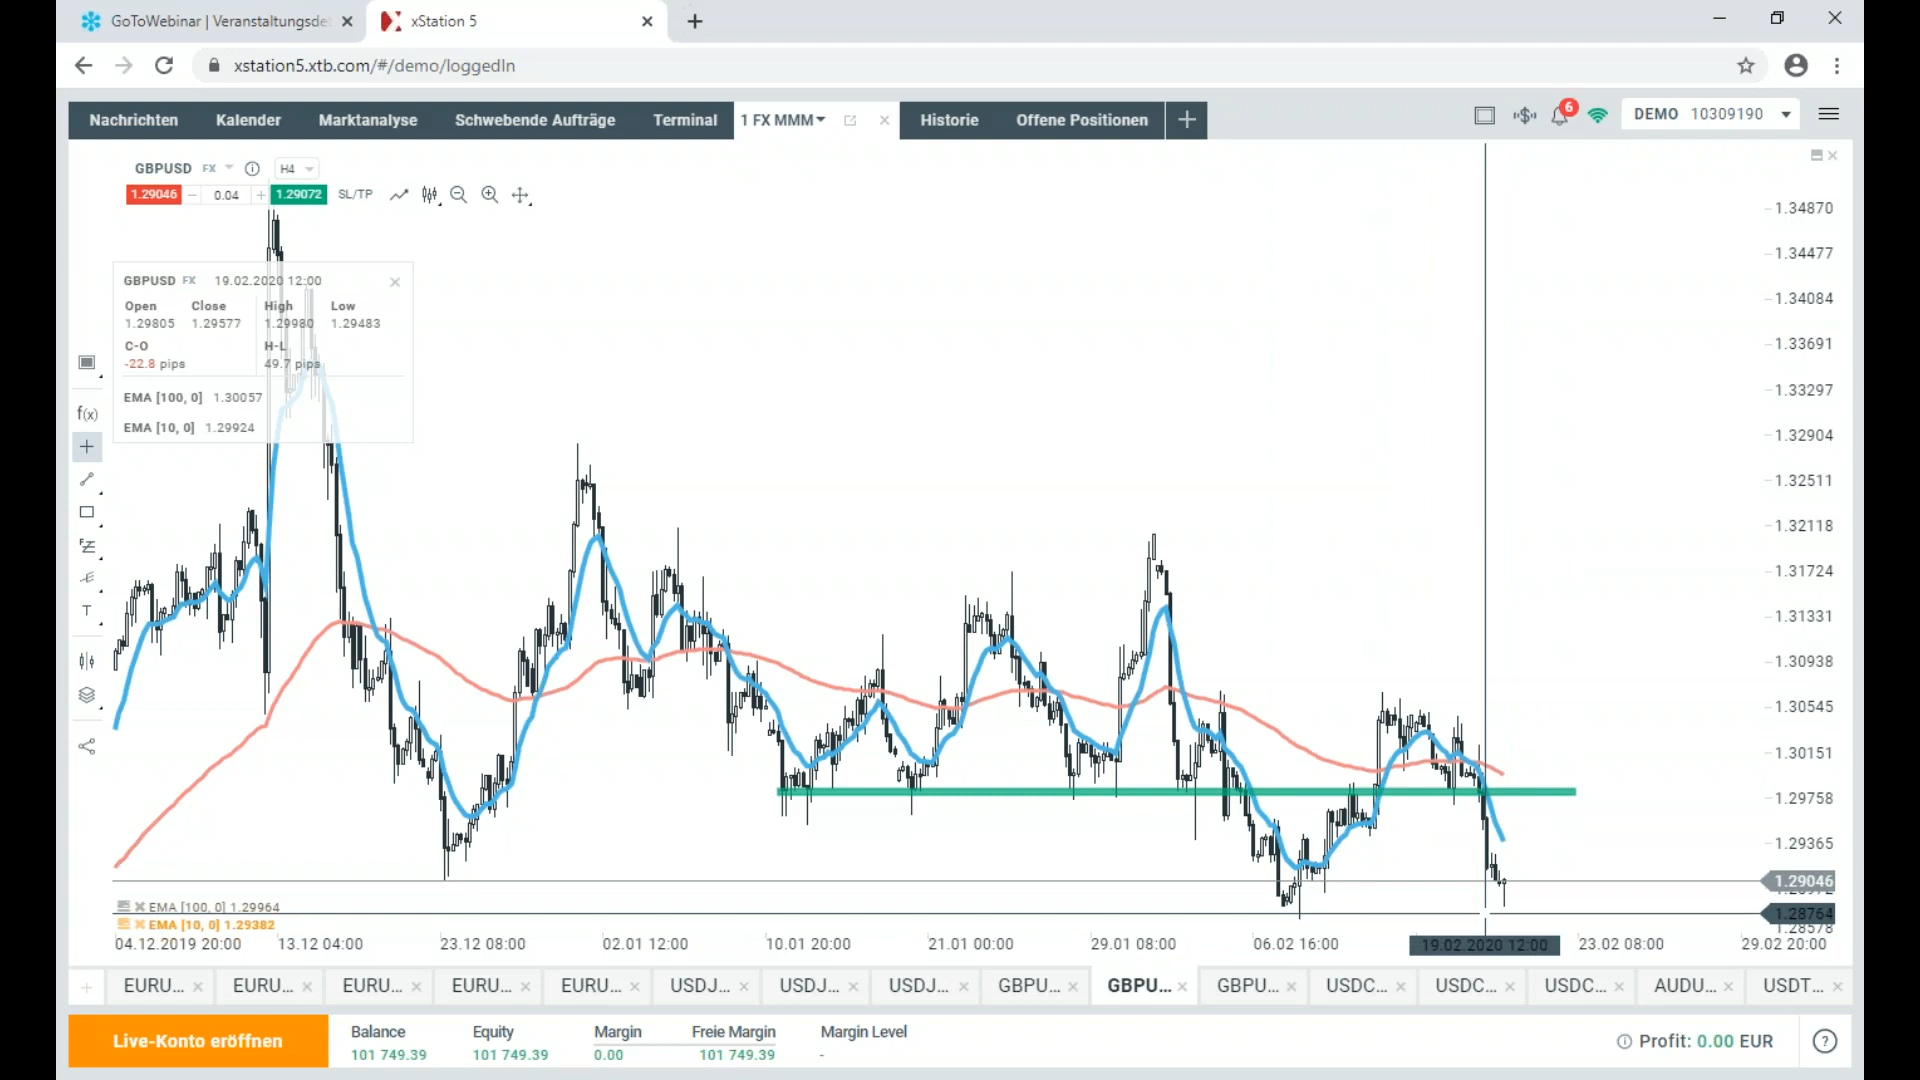 GoToWebinar | Veranstaltungsdet
xStation 5
xstation5.xtb.com/#/demo/loggedIn
Nachrichten
Kalender
Marktanalyse
Schwebende Aufträge
Terminal
1 FX MMM
Historie
Offene Positionen
6
DEMO 10309190
GBPUSD FX H4
1.29046 0.04 1.29072 SL/TP
GBPUSD FX 19.02.2020 12:00
Open Close High Low
1.29805 1.29577 1.29980 1.29483
C-O H-L
-22.8 pips 49.7 pips
EMA [100, 0] 1.30057
EMA [10, 0] 1.29924
f(x)
T
1.34870
1.34477
1.34084
1.33691
1.33297
1.32904
1.32511
1.32118
1.31724
1.31331
1.30938
1.30545
1.30151
1.29758
1.29365
1.29046
1.28764
1.28578
EMA [100, 0] 1.29964
EMA [10, 0] 1.29382
04.12.2019 20:00
13.12 04:00
23.12 08:00
02.01 12:00
10.01 20:00
21.01 00:00
29.01 08:00
06.02 16:00
19.02.2020 12:00
23.02 08:00
29.02 20:00
EURU...
EURU...
EURU...
EURU...
EURU...
USDJ...
USDJ...
USDJ...
GBPU...
GBPU...
GBPU...
USDC...
USDC...
USDC...
AUDU...
USDT...
Live-Konto eröffnen
Balance Equity Margin Freie Margin Margin Level
101 749.39 101 749.39 0.00 101 749.39 -
Profit: 0.00 EUR